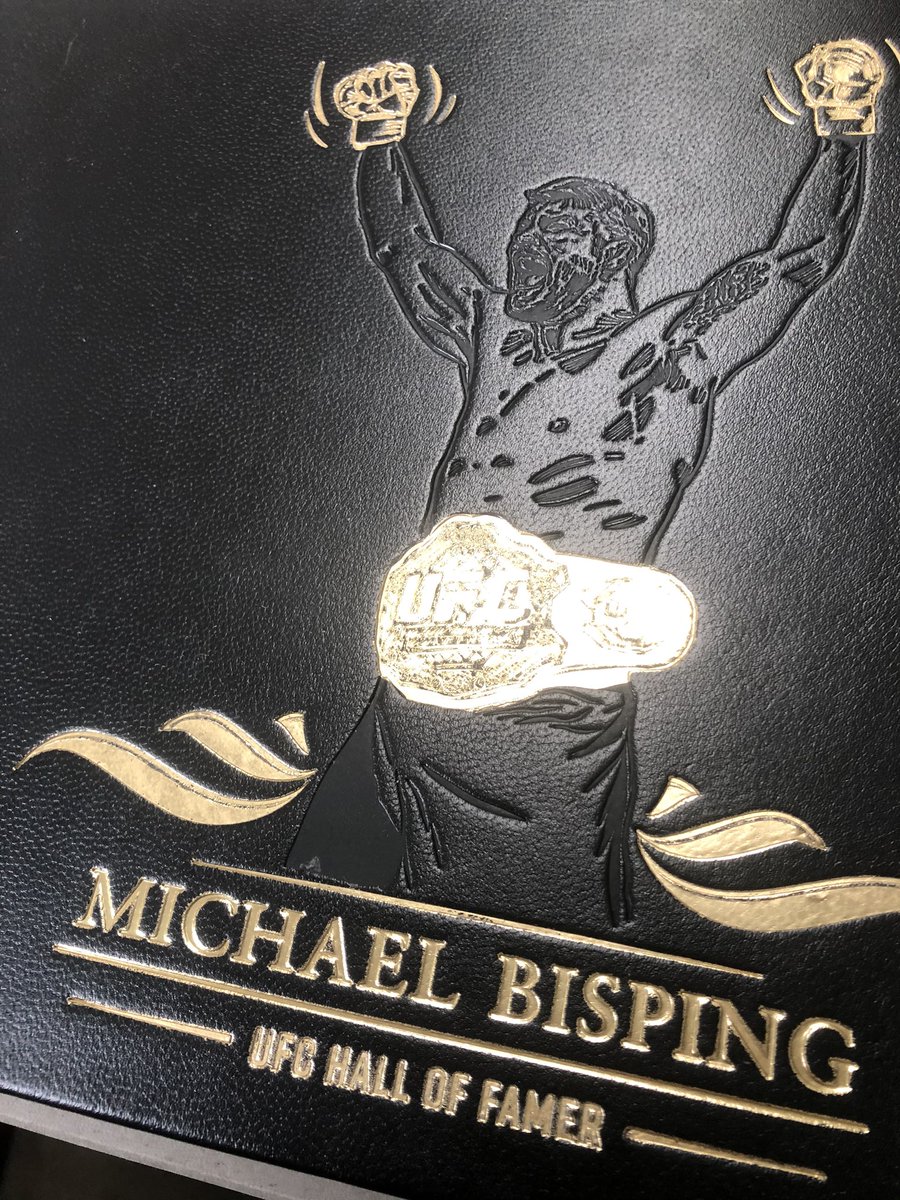 UFC
MICHAEL BISPING
UFC HALL OF FAMER